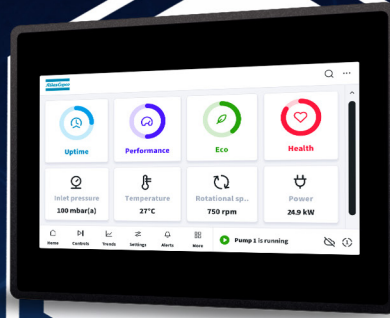 Atlas Copco
...
Uptime
Performance
Eco
Health
Inlet pressure
100 mbar(a)
Temperature
27°C
Rotational sp..
750 rpm
Power
24.9 kW
Home
Controls
Trends
Settings
Alerts
More
Pump 1 is running